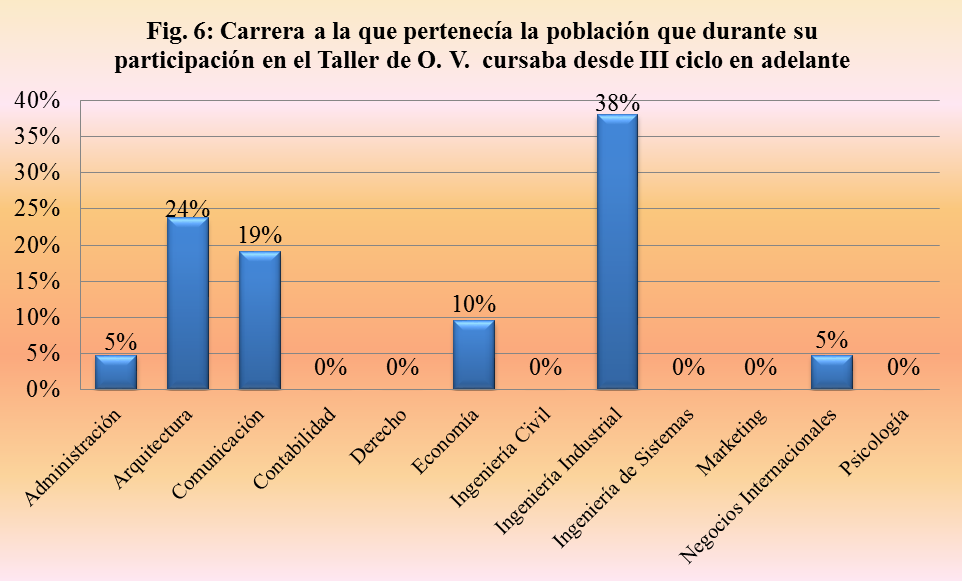 Fig. 6: Carrera a la que pertenecía la población que durante su
participación en el Taller de O. V. cursaba desde III ciclo en adelante
40%
35%
30%
25%
20%
15%
10%
5%
0%
5%
24%
19%
0%
0%
10%
0%
38%
0%
0%
5%
0%
Administración
Arquitectura
Comunicación
Contabilidad
Derecho
Economía
Ingeniería Civil
Ingeniería Industrial
Ingeniería de Sistemas
Marketing
Negocios Internacionales
Psicología